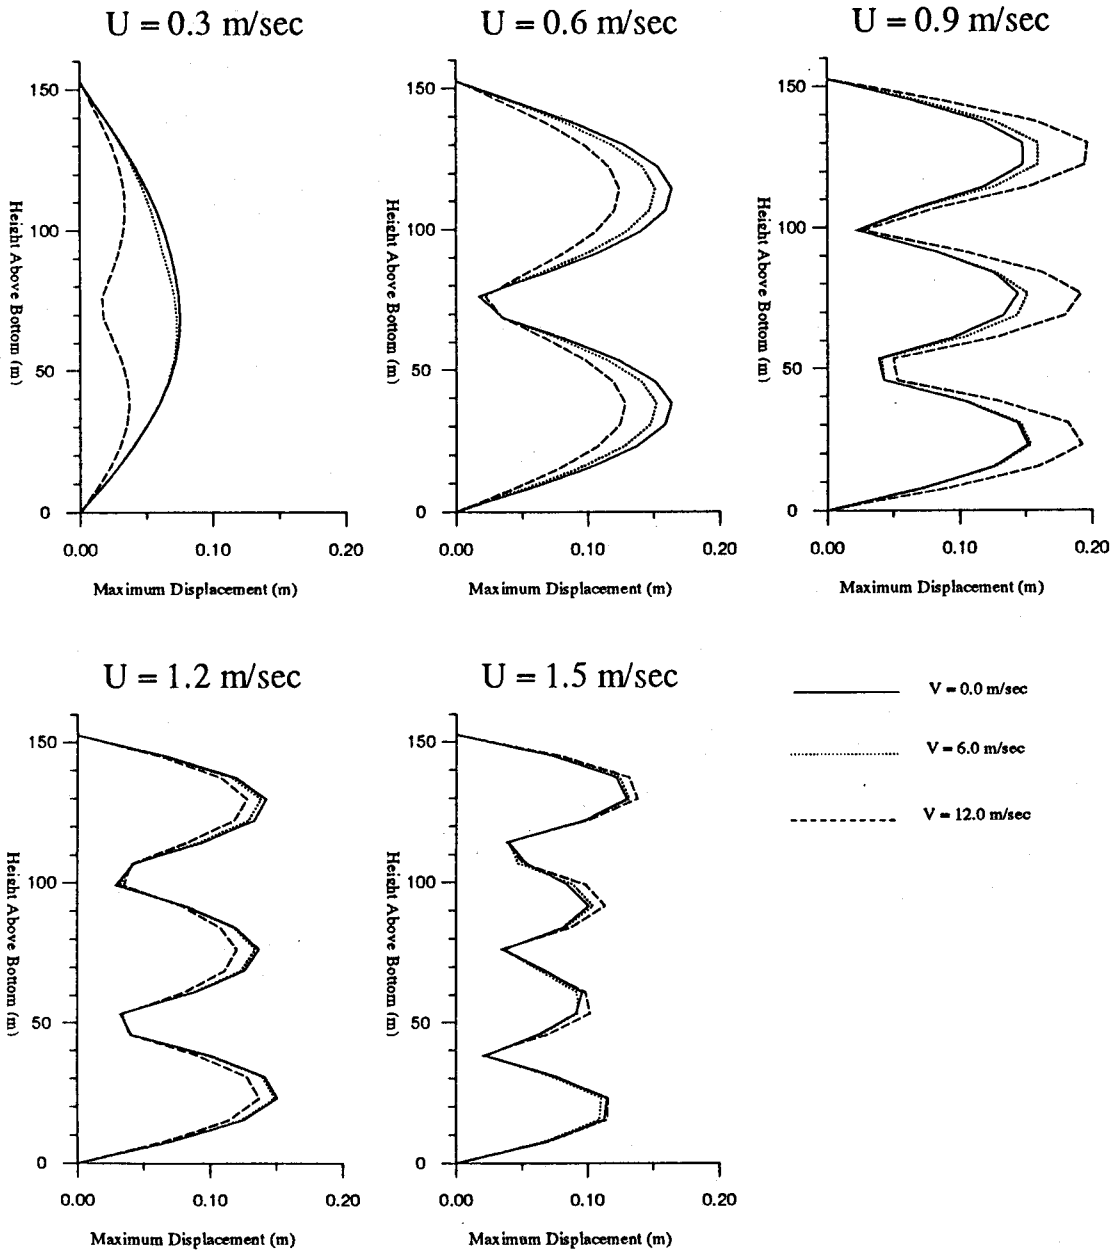 U = 0.3 m/sec
U = 0.6 m/sec
U = 0.9 m/sec
150
100
50
0
Height Above Bottom (m)
0.00
0.10
0.20
Maximum Displacement (m)
150
100
50
0
Height Above Bottom (m)
0.00
0.10
0.20
Maximum Displacement (m)
150
100
50
0
Height Above Bottom (m)
0.00
0.10
0.20
Maximum Displacement (m)
U = 1.2 m/sec
U = 1.5 m/sec
150
100
50
0
Height Above Bottom (m)
0.00
0.10
0.20
Maximum Displacement (m)
150
100
50
0
Height Above Bottom (m)
0.00
0.10
0.20
Maximum Displacement (m)
V = 0.0 m/sec
V = 6.0 m/sec
V = 12.0 m/sec